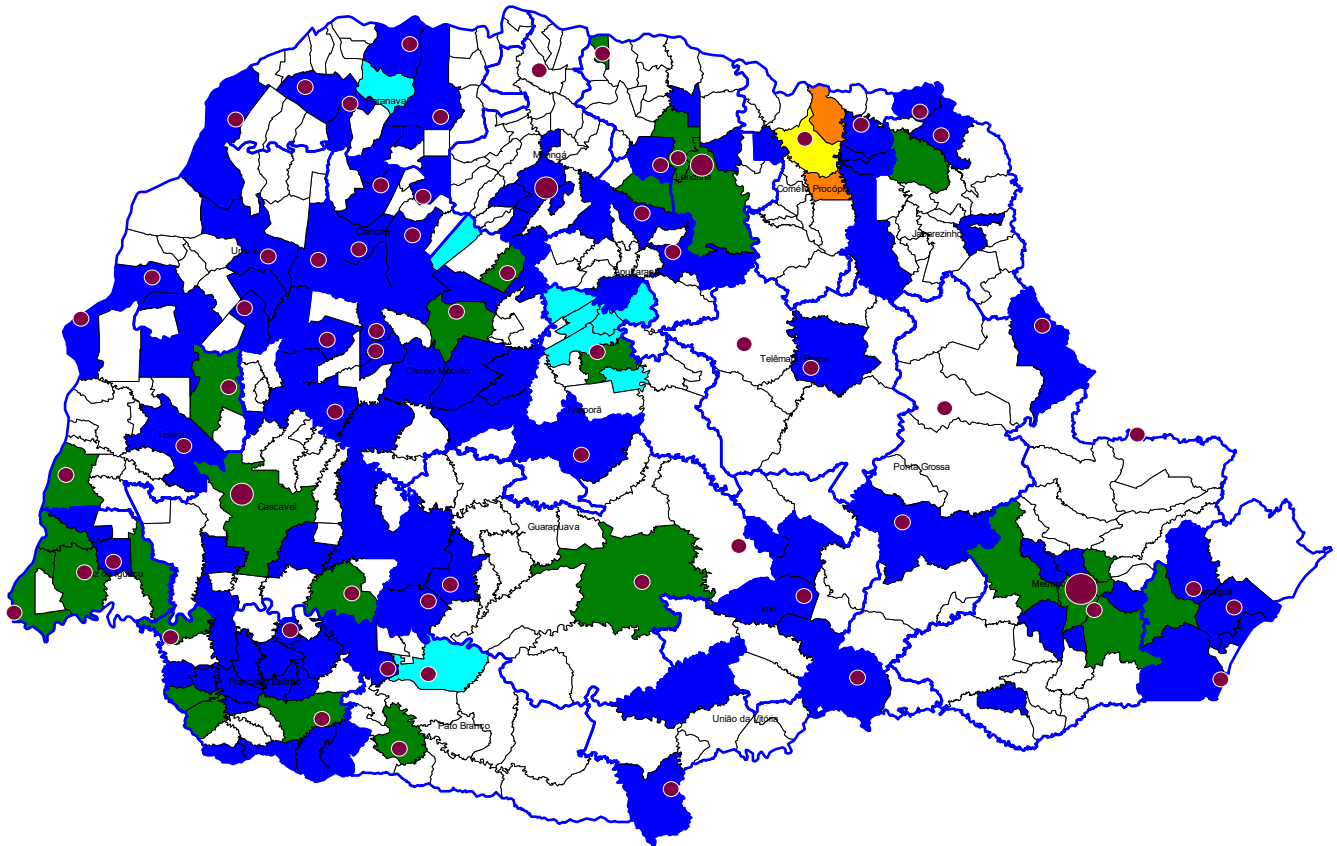 Paranavaí
Maringá
Londrina
Cornélio Procópio
Jacarezinho
Umuarama
Cianorte
Apucarana
Telêmaco Borba
Campo Mourão
Ivaiporã
Toledo
Ponta Grossa
Cascavel
Guarapuava
Foz do Iguaçu
Irati
Paranaguá
Francisco Beltrão
Pato Branco
União da Vitória